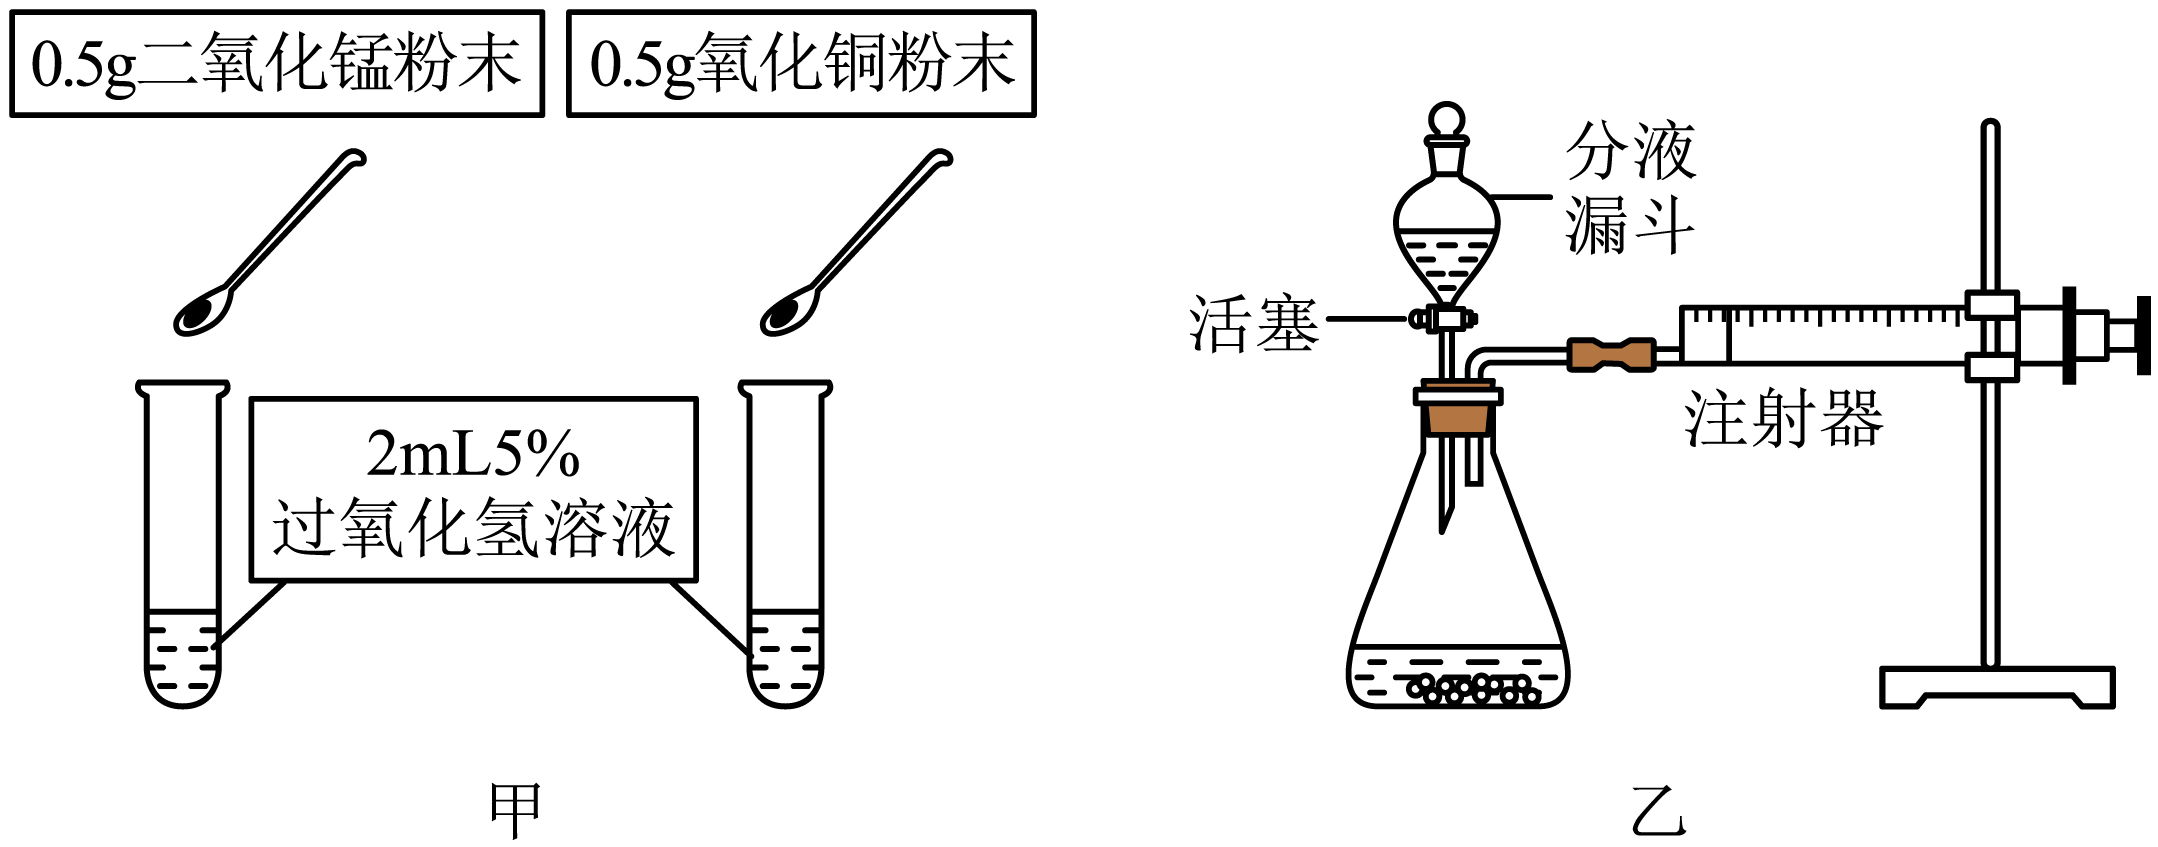 0.5g二氧化锰粉末
0.5g氧化铜粉末
2mL5%
过氧化氢溶液
甲
分液
漏斗
活塞
注射器
乙